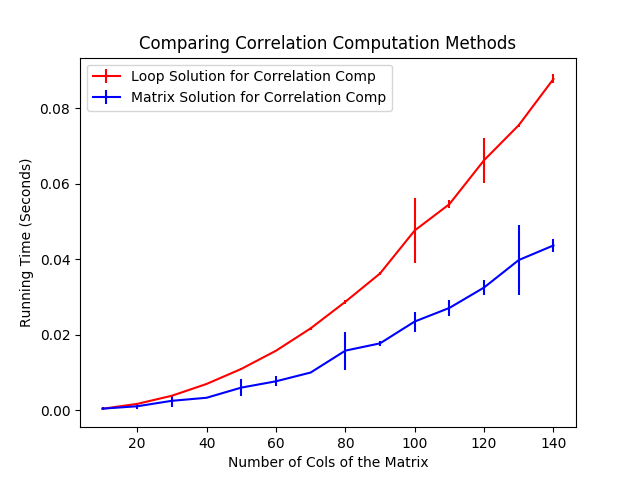 Comparing Correlation Computation Methods
Loop Solution for Correlation Comp
Matrix Solution for Correlation Comp
Running Time (Seconds)
0.08
0.06
0.04
0.02
0.00
20 40 60 80 100 120 140
Number of Cols of the Matrix